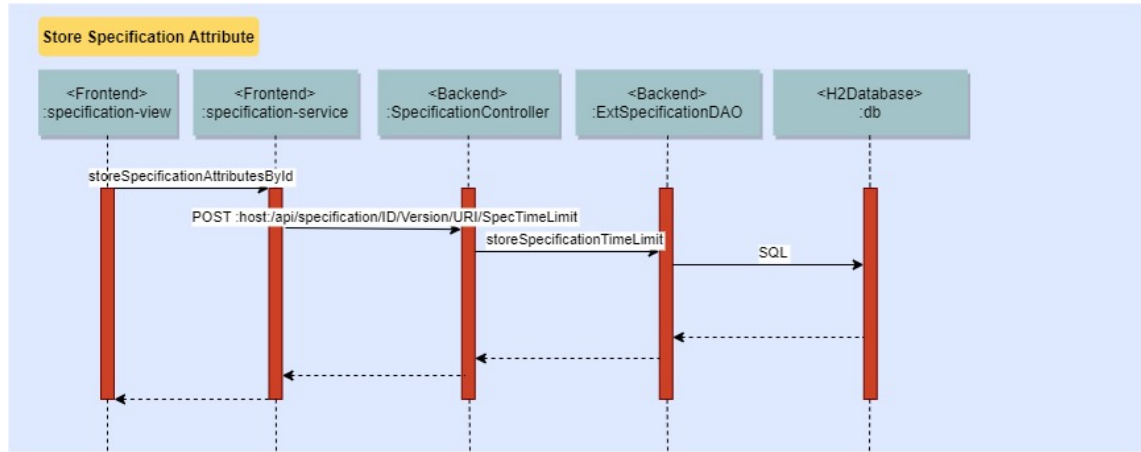 Store Specification Attribute
<Frontend>
:specification-view
<Frontend>
:specification-service
<Backend>
:SpecificationController
<Backend>
:ExtSpecificationDAO
<H2Database>
:db
storeSpecificationAttributesById
POST :host:/api/specification/ID/Version/URI/SpecTimeLimit
storeSpecificationTimeLimit
SQL